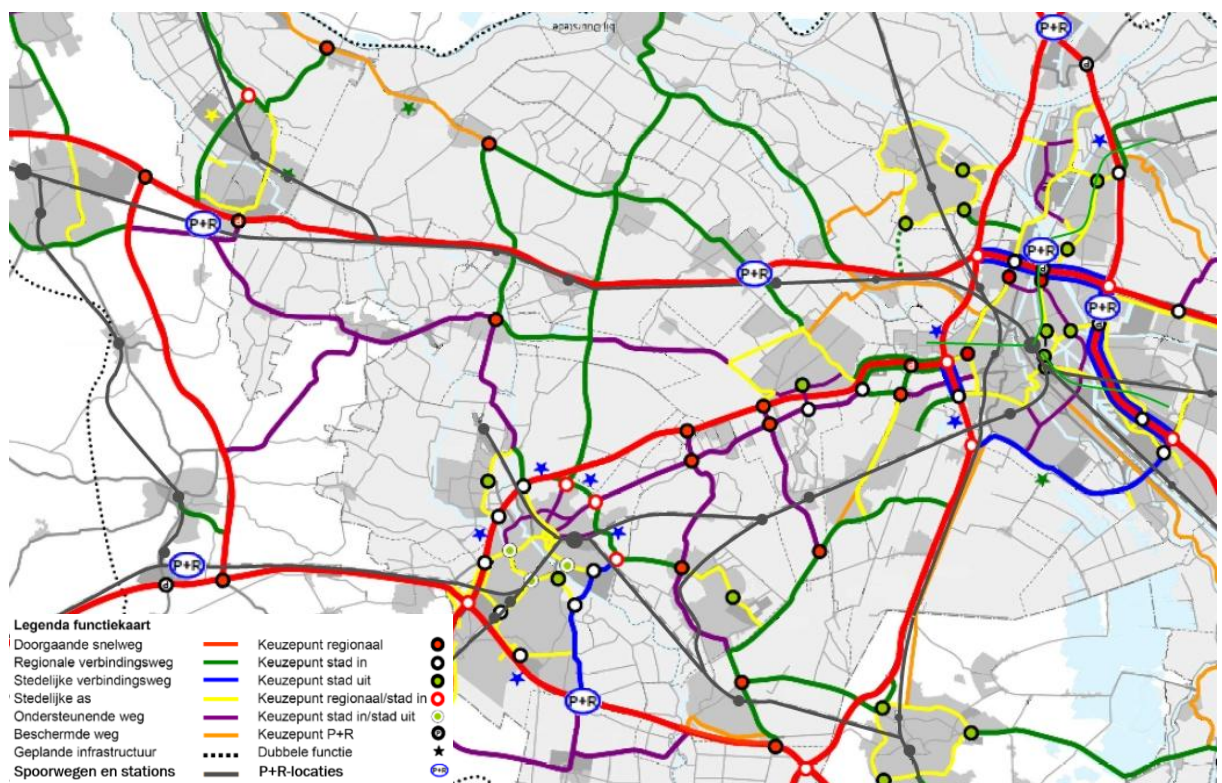 P+R
P+R
P+R
P+R
P+R
P+R
P+R
Legenda functiekaart
Doorgaande snelweg Keuzepunt regionaal
Regionale verbindingsweg Keuzepunt stad in
Stedelijke verbindingsweg Keuzepunt stad uit
Stedelijke as Keuzepunt regionaal/stad in
Ondersteunende weg Keuzepunt stad in/stad uit
Beschermde weg Keuzepunt P+R
Geplande infrastructuur Dubbele functie
Spoorwegen en stations P+R-locaties P+R